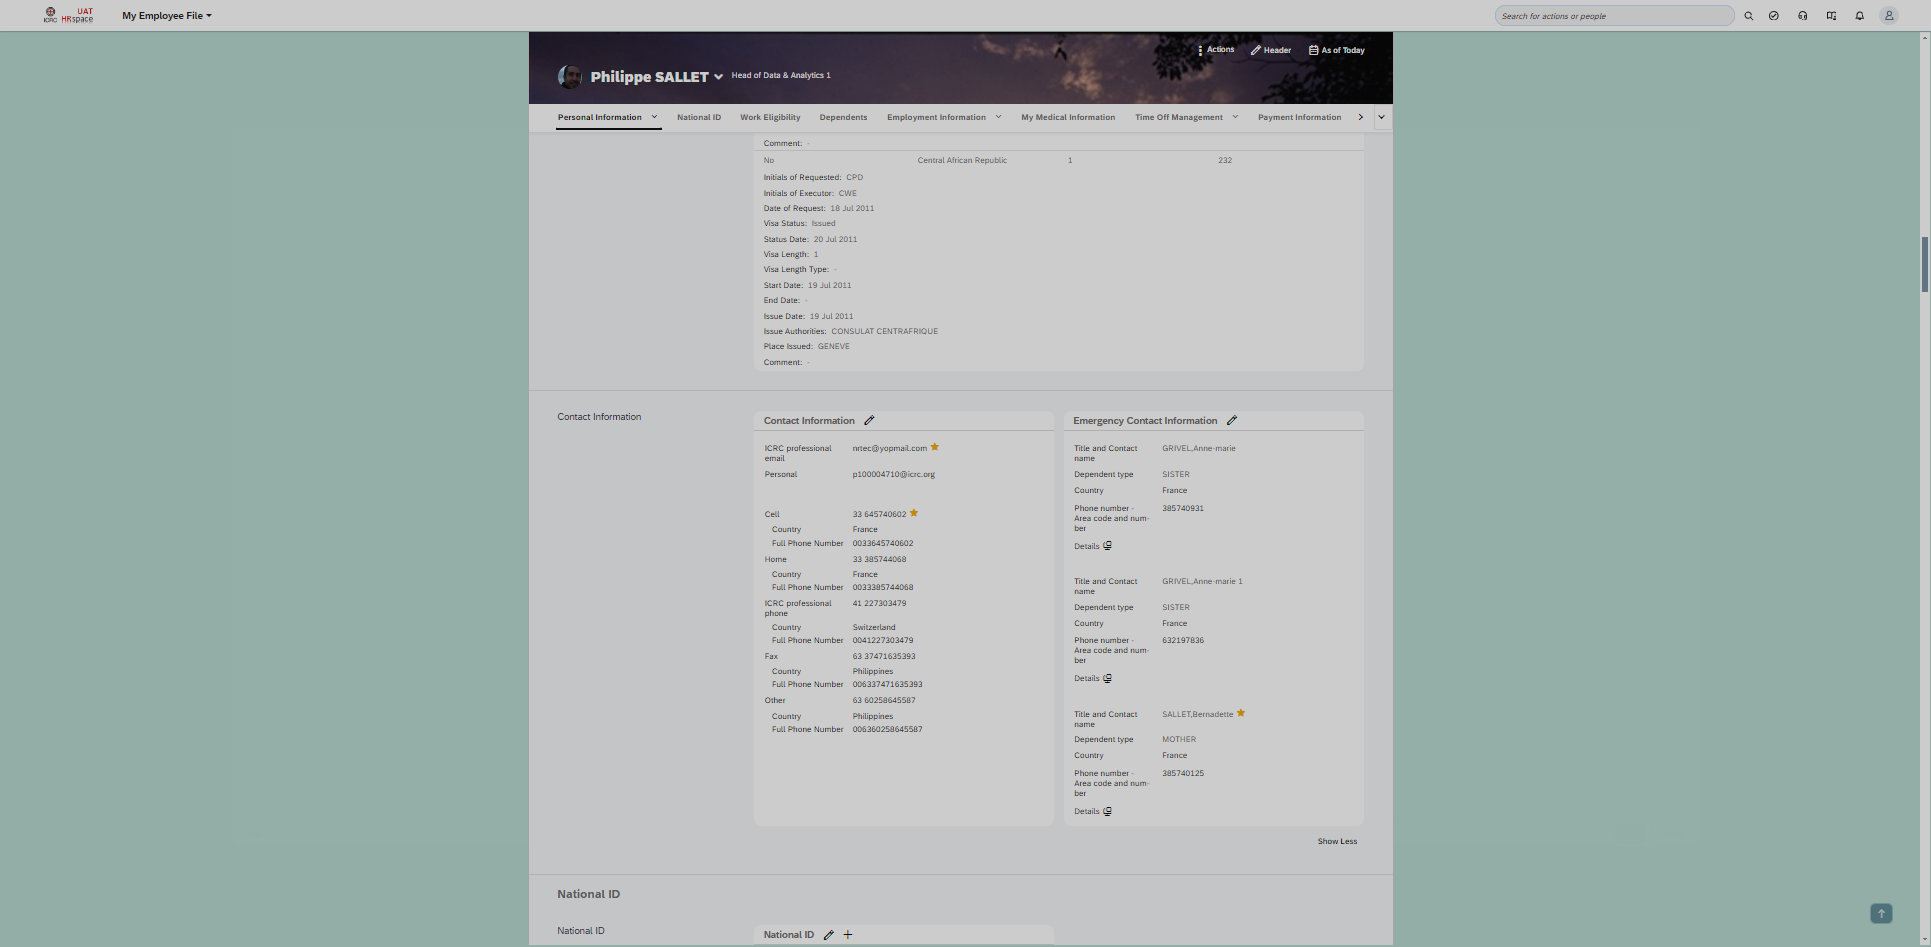 ICRC
UAT
HRspace
My Employee File
Search for actions or people
Actions
Header
As of Today
Philippe SALLET
Head of Data & Analytics 1
Personal Information
National ID
Work Eligibility
Dependents
Employment Information
My Medical Information
Time Off Management
Payment Information
Comment: -
No Central African Republic 1 232
Initials of Requested: CPD
Initials of Executor: CWE
Date of Request: 18 Jul 2011
Visa Status: Issued
Status Date: 20 Jul 2011
Visa Length: 1
Visa Length Type: -
Start Date: 19 Jul 2011
End Date: -
Issue Date: 19 Jul 2011
Issue Authorities: CONSULAT CENTRAFRIQUE
Place Issued: GENEVE
Comment: -
Contact Information
Contact Information
ICRC professional
email
nrtec@yopmail.com
Personal p100004710@icrc.org
Cell 33 645740602
Country France
Full Phone Number 0033645740602
Home 33 385744068
Country France
Full Phone Number 0033385744068
ICRC professional
phone
41 227303479
Country Switzerland
Full Phone Number 0041227303479
Fax 63 37471635393
Country Philippines
Full Phone Number 006337471635393
Other 63 60258645587
Country Philippines
Full Phone Number 006360258645587
Emergency Contact Information
Title and Contact
name
GRIVEL,Anne-marie
Dependent type SISTER
Country France
Phone number -
Area code and num-
ber
385740931
Details
Title and Contact
name
GRIVEL,Anne-marie 1
Dependent type SISTER
Country France
Phone number -
Area code and num-
ber
632197836
Details
Title and Contact
name
SALLET,Bernadette
Dependent type MOTHER
Country France
Phone number -
Area code and num-
ber
385740125
Details
Show Less
National ID
National ID
National ID